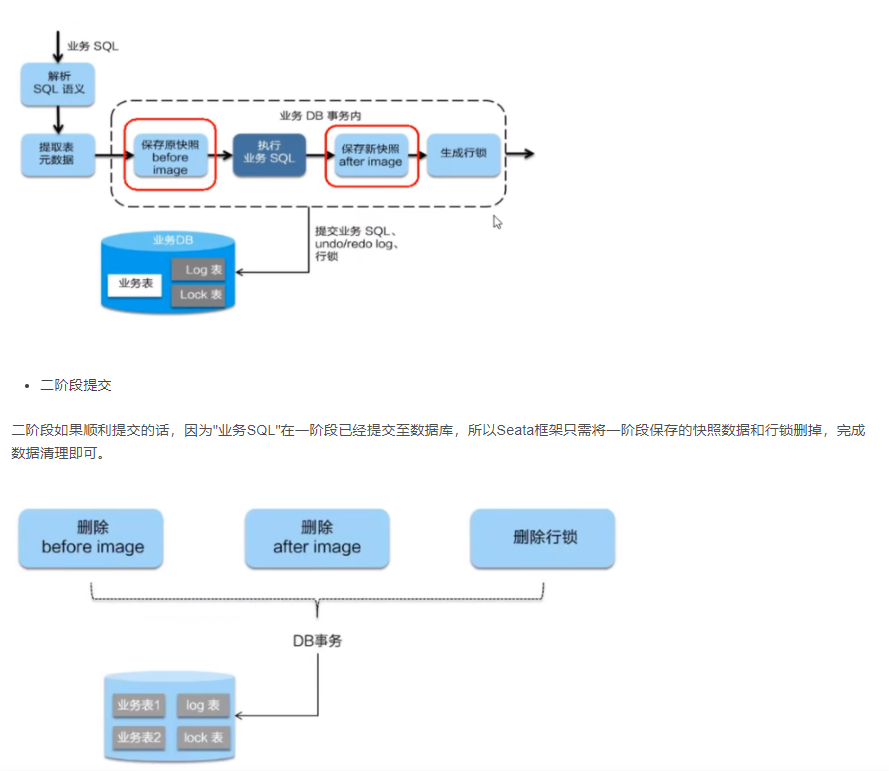 业务 SQL
解析
SQL 语义
业务 DB 事务内
提取表
元数据
保存原快照
before
image
执行
业务 SQL
保存新快照
after image
生成行锁
提交业务 SQL、
undo/redo log、
行锁
业务DB
业务表
Log 表
Lock 表
• 二阶段提交
二阶段如果顺利提交的话，因为"业务SQL"在一阶段已经提交至数据库，所以Seata框架只需将一阶段保存的快照数据和行锁删掉，完成
数据清理即可。
删除
before image
删除
after image
删除行锁
DB事务
业务表1
log 表
业务表2
lock 表